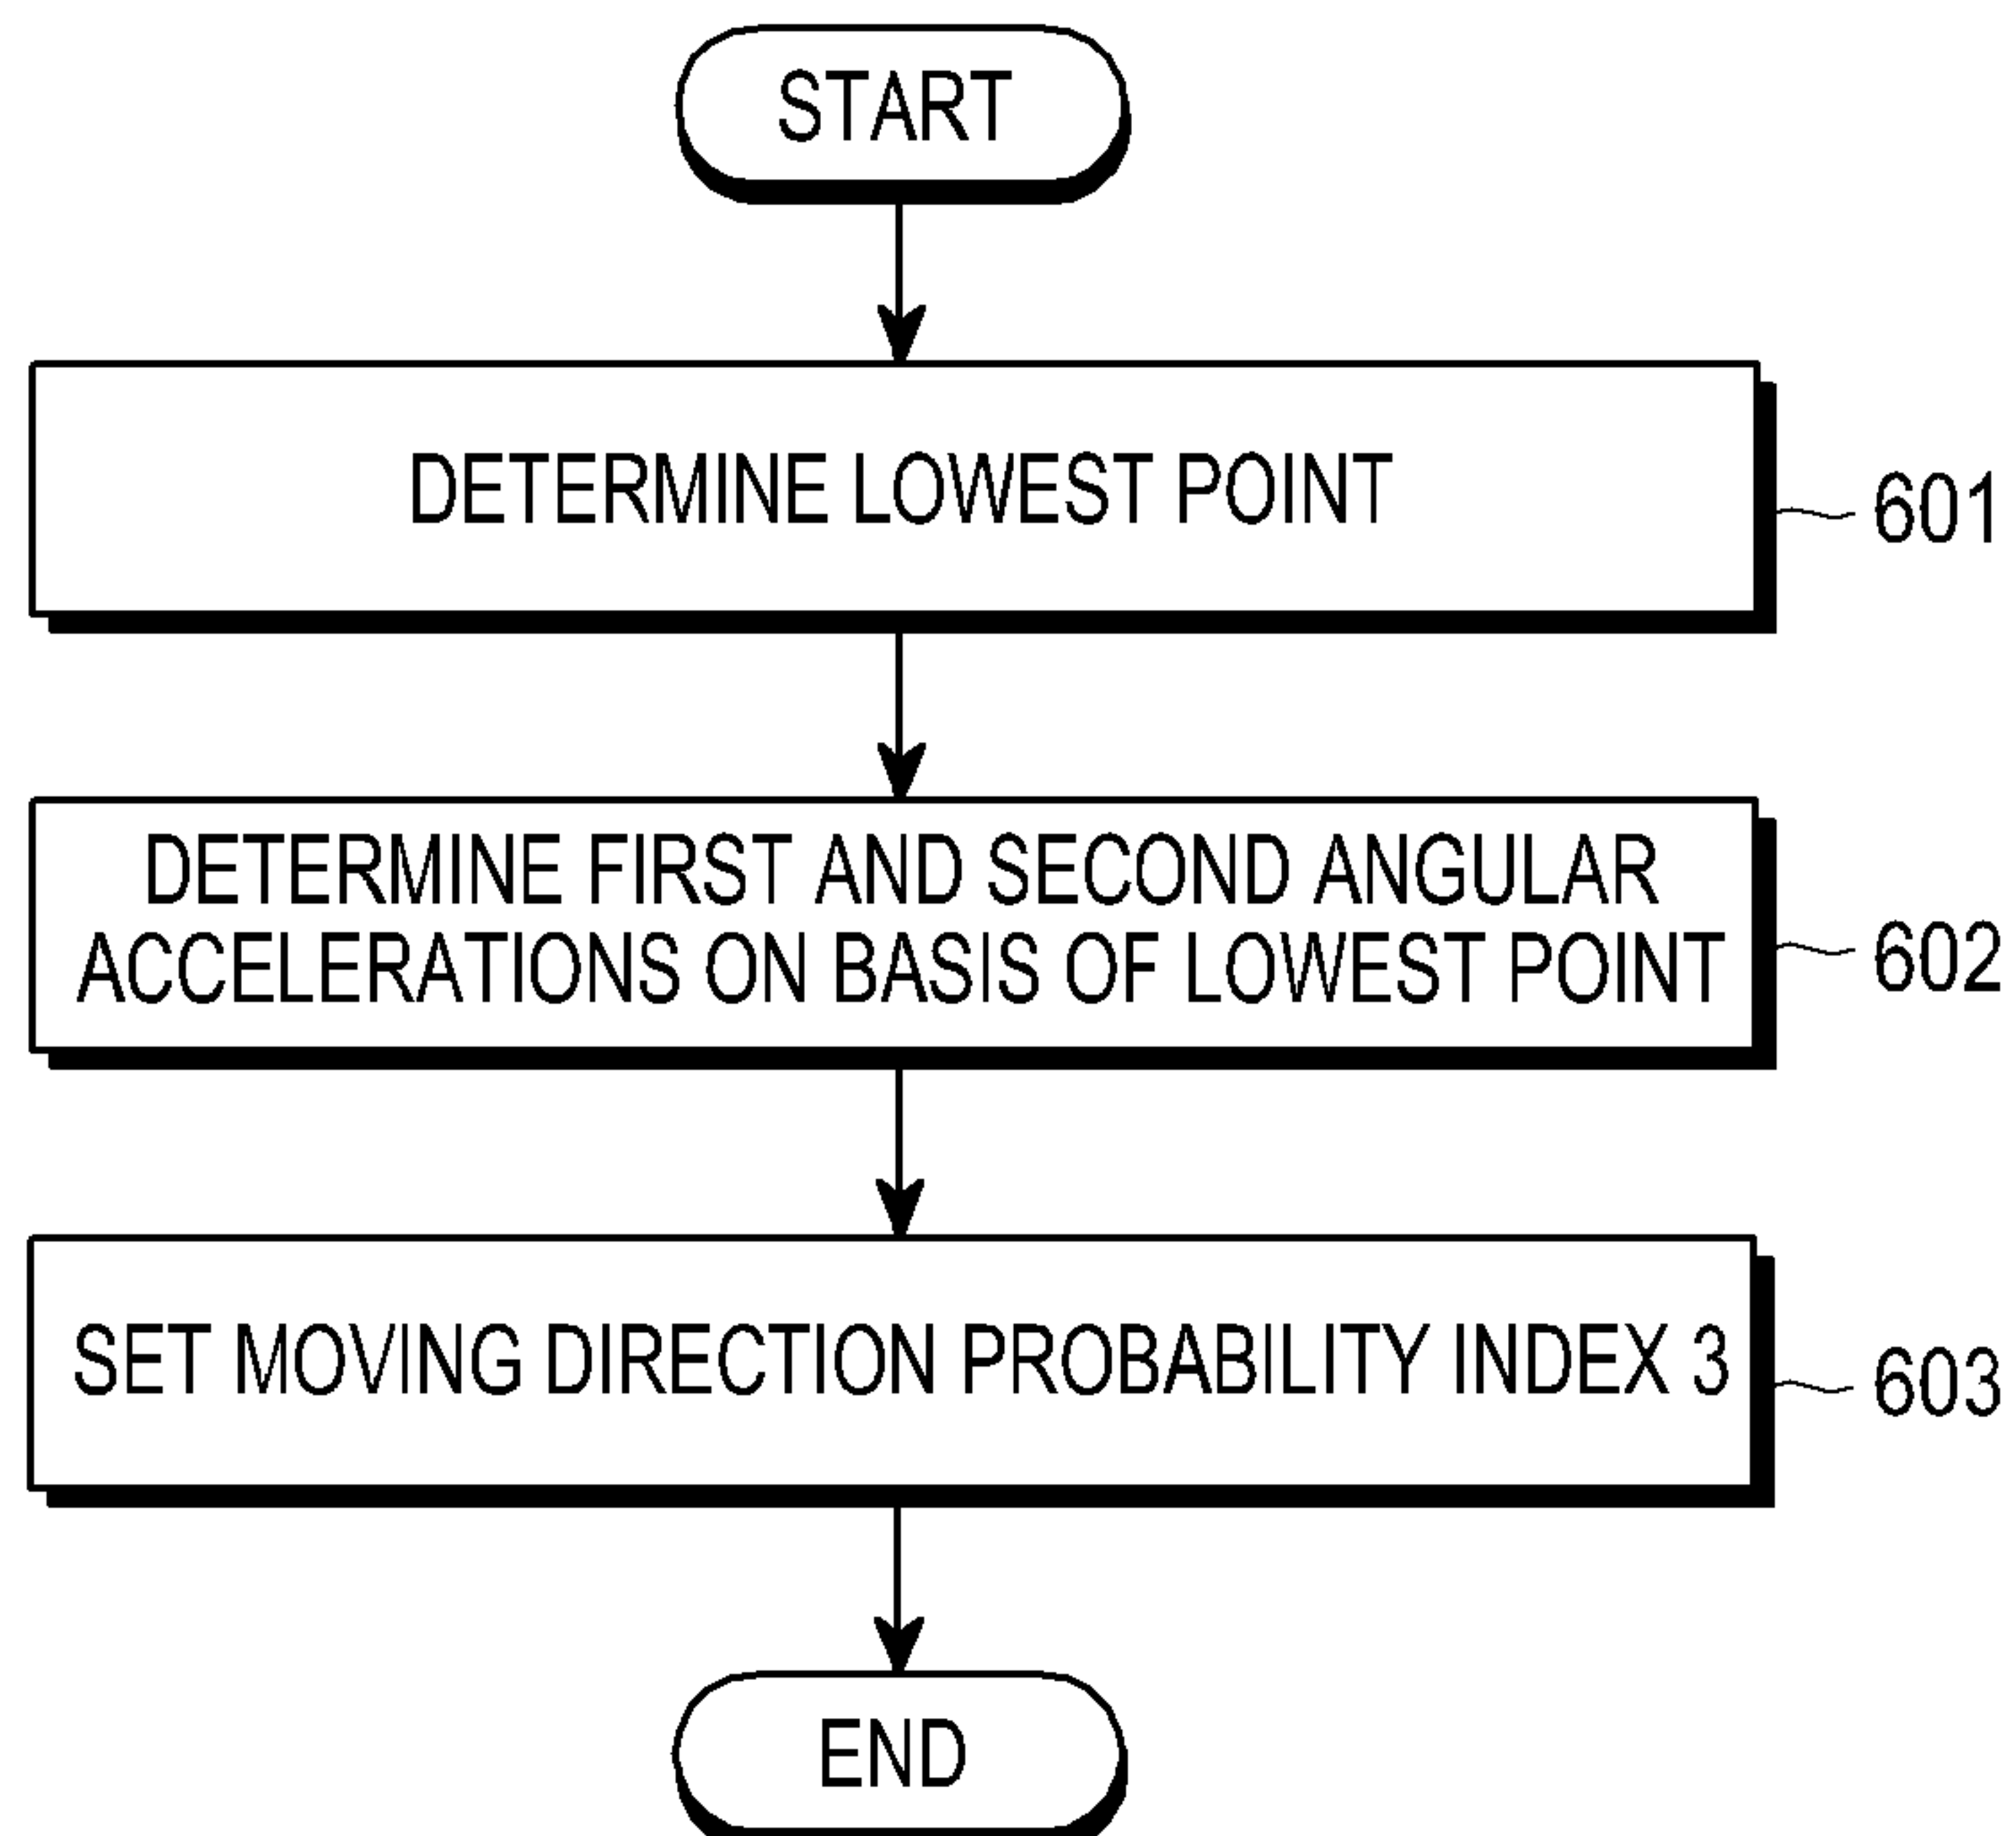 START
DETERMINE LOWEST POINT
601
DETERMINE FIRST AND SECOND ANGULAR
ACCELERATIONS ON BASIS OF LOWEST POINT
602
SET MOVING DIRECTION PROBABILITY INDEX 3
603
END